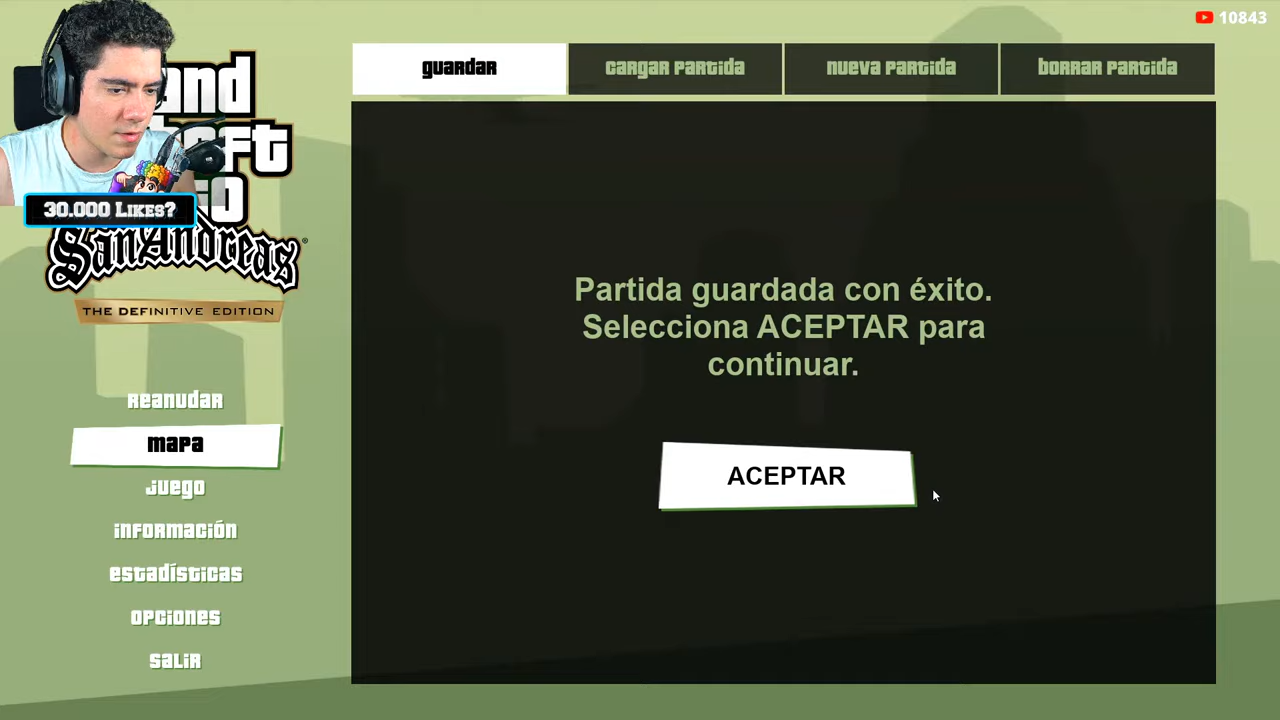 10843
guardar
cargar partida
nueva partida
borrar partida
30.000 Likes?
San Andreas
THE DEFINITIVE EDITION
Partida guardada con éxito.
Selecciona ACEPTAR para
continuar.
ACEPTAR
reanudar
mapa
juego
información
estadísticas
opciones
salir